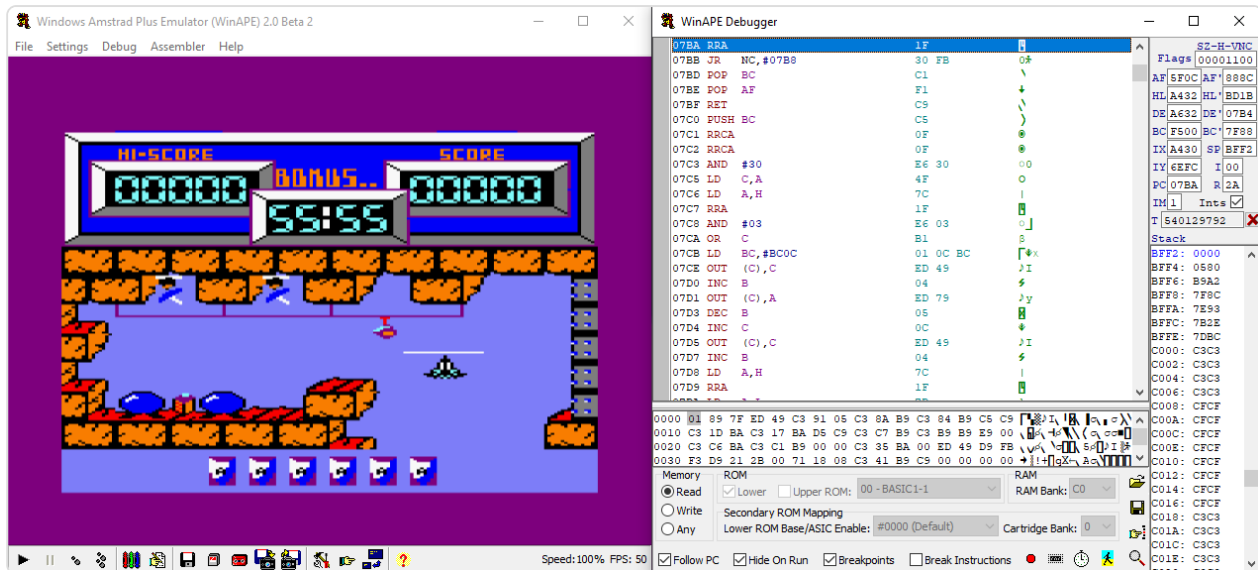 Windows Amstrad Plus Emulator (WinAPE) 2.0 Beta 2
File Settings Debug Assembler Help
HI-SCORE
SCORE
BONUS..
00000
00000
55:55
Speed:100% FPS: 50
WinAPE Debugger
07BA RRA 1F
07BB JR NC,#07B8 30 FB
07BD POP BC C1
07BE POP AF F1
07BF RET C9
07C0 PUSH BC C5
07C1 RRCA 0F
07C2 RRCA 0F
07C3 AND #30 E6 30
07C5 LD C,A 4F
07C6 LD A,H 7C
07C7 RRA 1F
07C8 AND #03 E6 03
07CA OR C B1
07CB LD BC,#BC0C 01 0C BC
07CE OUT (C),C ED 49
07D0 INC B 04
07D1 OUT (C),A ED 79
07D3 DEC B 05
07D4 INC C 0C
07D5 OUT (C),C ED 49
07D7 INC B 04
07D8 LD A,H 7C
07D9 RRA 1F
SZ-H-VNC
Flags 00001100
AF 5F0C AF' 888C
HL A432 HL' BD1B
DE A632 DE' 07B4
BC F500 BC' 7F88
IX A430 SP BFF2
IY 6EFC I 00
PC 07BA R 2A
IM 1 Ints
T 540129792
Stack
BFF2: 0000
BFF4: 0580
BFF6: B9A2
BFF8: 7F8C
BFFA: 7E93
BFFC: 7B2E
BFFE: 7DBC
C000: C3C3
C002: C3C3
C004: C3C3
C006: C3C3
C008: CFCF
C00A: CFCF
C00C: CFCF
C00E: CFCF
C010: CFCF
C012: CFCF
C014: CFCF
C016: CFCF
C018: C3C3
C01A: C3C3
C01C: C3C3
C01E: C3C3
0000 01 89 7F ED 49 C3 91 05 C3 8A B9 C3 84 B9 C5 C9
0010 C3 1D BA C3 17 BA D5 C9 C3 C7 B9 C3 B9 B9 E9 00
0020 C3 C6 BA C3 C1 B9 00 00 C3 35 BA 00 ED 49 D9 FB
0030 F3 D9 21 2B 00 71 18 08 C3 41 B9 C9 00 00 00 00
Memory
Read
Write
Any
ROM
Lower
Upper ROM: 00 - BASIC1-1
RAM
RAM Bank: C0
Secondary ROM Mapping
Lower ROM Base/ASIC Enable: #0000 (Default)
Cartridge Bank: 0
Follow PC
Hide On Run
Breakpoints
Break Instructions